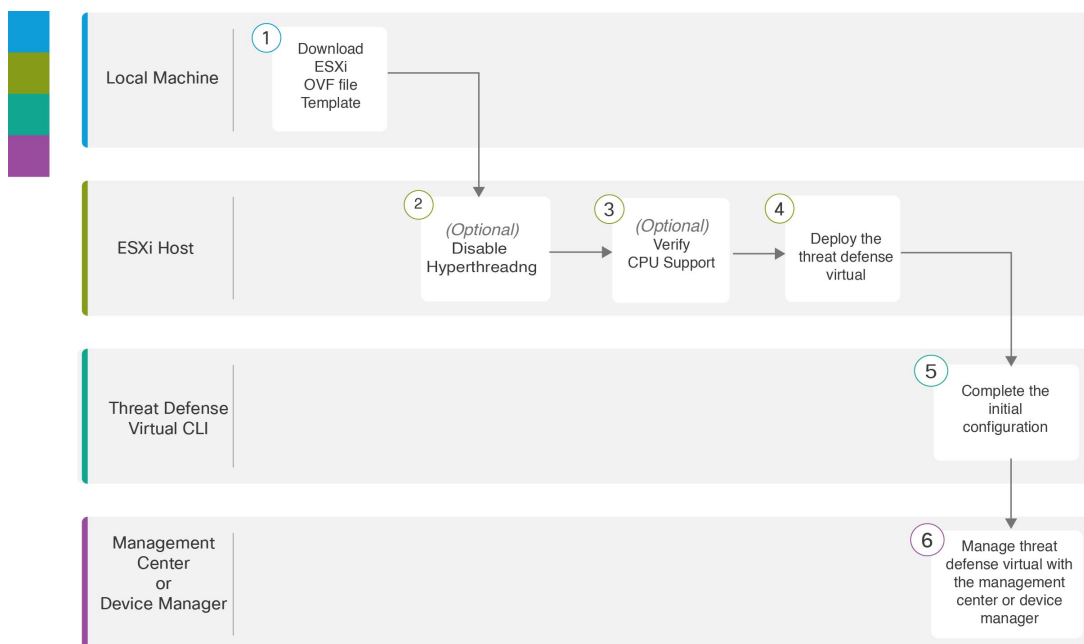 Local Machine
1
Download
ESXi
OVF file
Template
ESXi Host
2
(Optional)
Disable
Hyperthreadng
3
(Optional)
Verify
CPU Support
4
Deploy the
threat defense
virtual
Threat Defense
Virtual CLI
5
Complete the
initial
configuration
Management
Center
or
Device Manager
6
Manage threat
defense virtual with
the management
center or device
manager